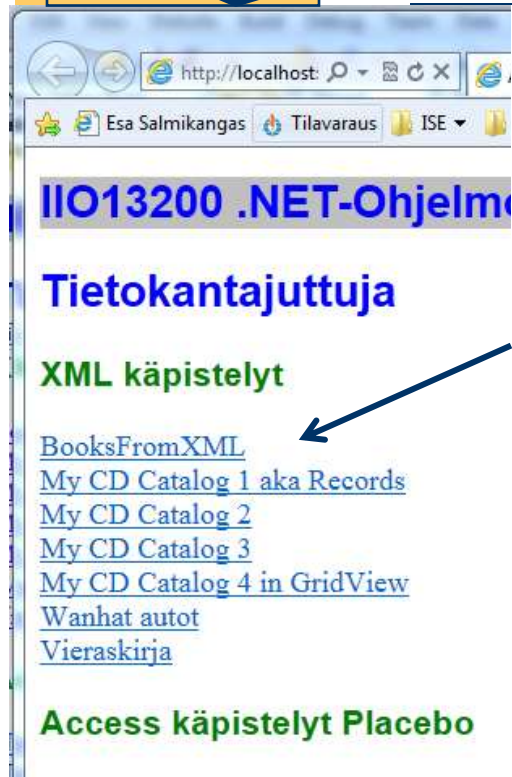 http://localhost:
Esa Salmikangas Tilavaraus ISE
IIO13200 .NET-Ohjelmo
Tietokantajuttuja
XML käpistelyt
BooksFromXML
My CD Catalog 1 aka Records
My CD Catalog 2
My CD Catalog 3
My CD Catalog 4 in GridView
Wanhat autot
Vieraskirja
Access käpistelyt Placebo